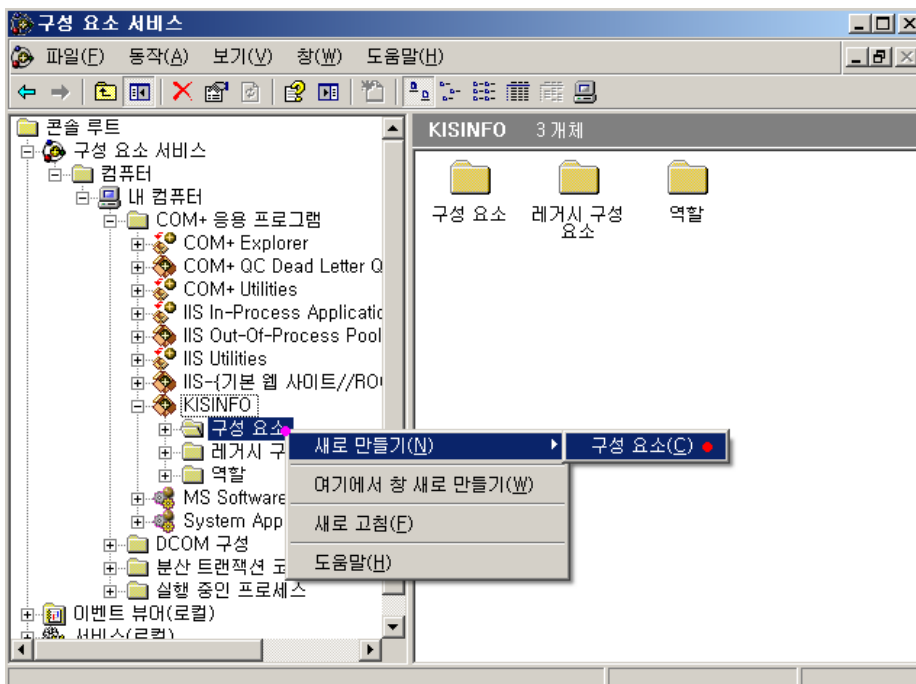 구성 요소 서비스
파일(F) 동작(A) 보기(V) 창(W) 도움말(H)
콘솔 루트
구성 요소 서비스
컴퓨터
내 컴퓨터
COM+ 응용 프로그램
COM+ Explorer
COM+ QC Dead Letter Q
COM+ Utilities
IIS In-Process Applicatio
IIS Out-Of-Process Pool
IIS Utilities
IIS-{기본 웹 사이트//RO
KISINFO
구성 요소
레거시 구
역할
MS Software
System App
DCOM 구성
분산 트랜잭션 코
실행 중인 프로세스
이벤트 뷰어(로컬)
서비스(로컬)
KISINFO 3 개체
구성 요소
레거시 구성
요소
역할
새로 만들기(N)
여기에서 창 새로 만들기(W)
새로 고침(F)
도움말(H)
구성 요소(C)